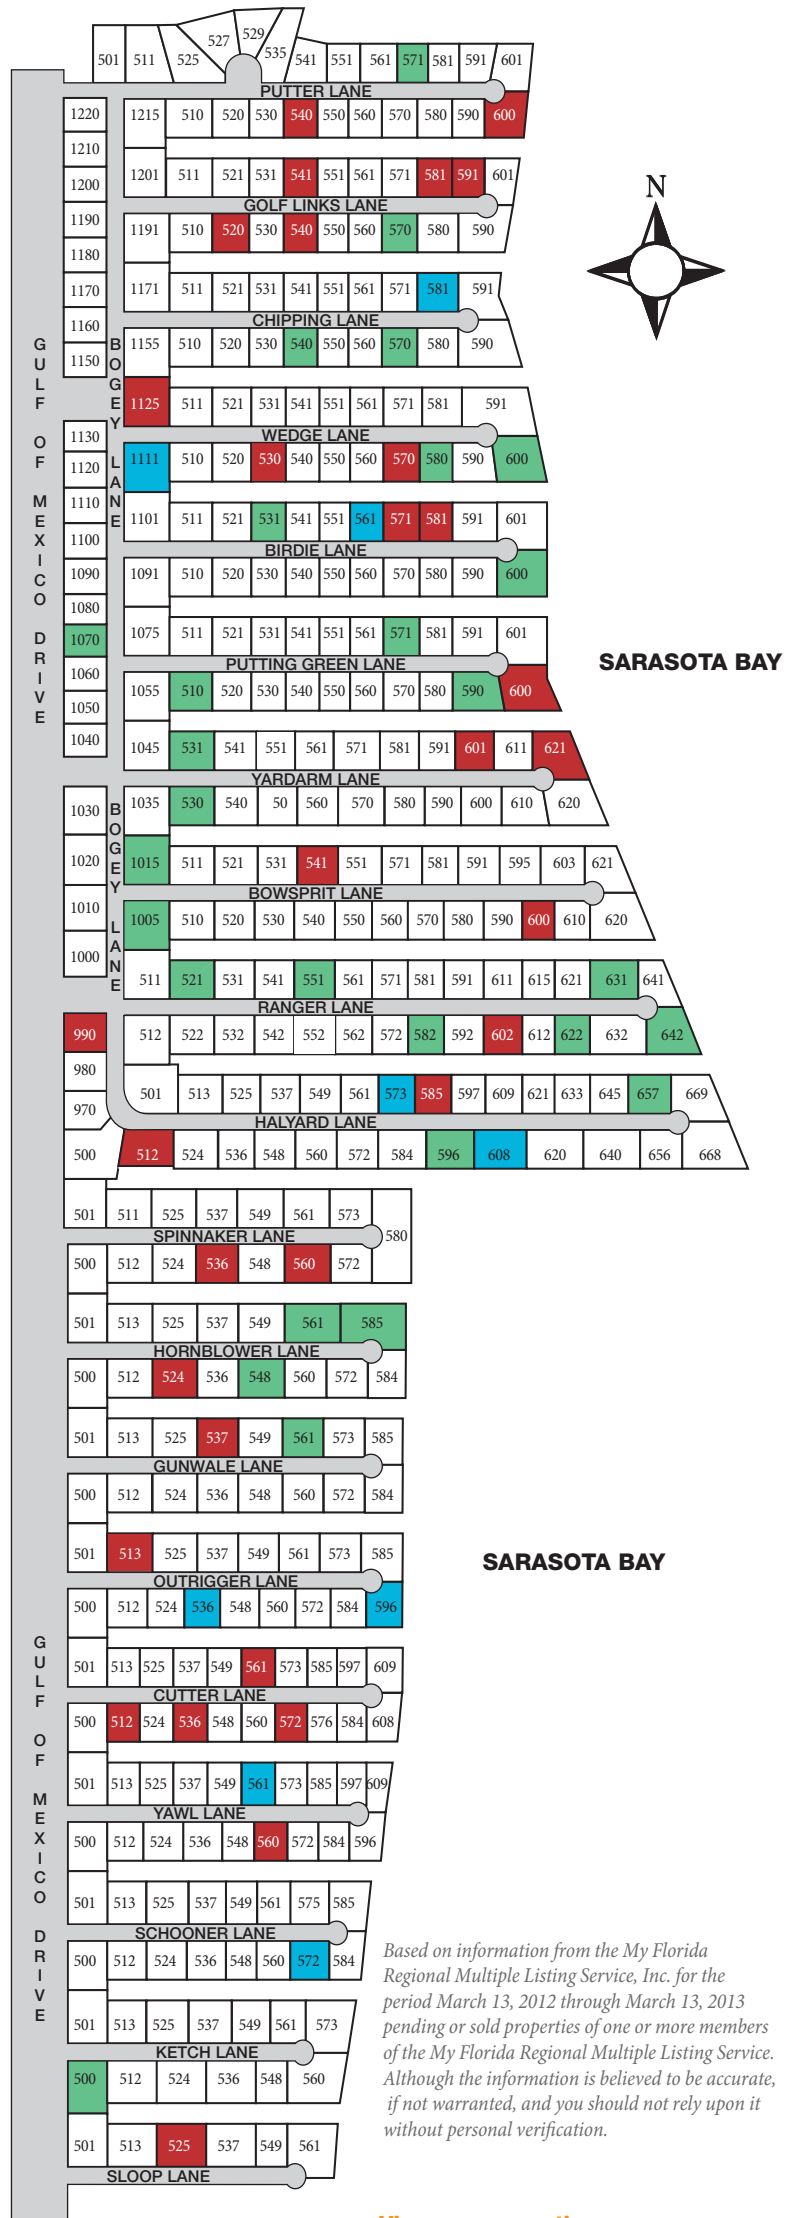 527 529
501 511 525 535 541 551 561 571 581 591 601
PUTTER LANE
1220 1215 510 520 530 540 550 560 570 580 590 600
1210
1200 1201 511 521 531 541 551 561 571 581 591 601
GOLF LINKS LANE
1190 1191 510 520 530 540 550 560 570 580 590
1180
1170 1171 511 521 531 541 551 561 571 581 591
CHIPPING LANE
1160 1155 510 520 530 540 550 560 570 580 590
1150
1125 511 521 531 541 551 561 571 581 591
WEDGE LANE
1130
1120 1111 510 520 530 540 550 560 570 580 590 600
1110 1101 511 521 531 541 551 561 571 581 591 601
1100
BIRDIE LANE
1090 1091 510 520 530 540 550 560 570 580 590 600
1080
1070 1075 511 521 531 541 551 561 571 581 591 601
PUTTING GREEN LANE
1060 1055 510 520 530 540 550 560 570 580 590 600
1050
1040 1045 531 541 551 561 571 581 591 601 611 621
YARDARM LANE
1030 1035 530 540 50 560 570 580 590 600 610 620
1020 1015 511 521 531 541 551 571 581 591 595 603 621
BOWSPRIT LANE
1010 1005 510 520 530 540 550 560 570 580 590 600 610 620
1000
511 521 531 541 551 561 571 581 591 611 615 621 631 641
RANGER LANE
990 512 522 532 542 552 562 572 582 592 602 612 622 632 642
980
970 501 513 525 537 549 561 573 585 597 609 621 633 645 657 669
HALYARD LANE
500 512 524 536 548 560 572 584 596 608 620 640 656 668
501 511 525 537 549 561 573 580
SPINNAKER LANE
500 512 524 536 548 560 572
501 513 525 537 549 561 585
HORNBLOWER LANE
500 512 524 536 548 560 572 584
501 513 525 537 549 561 573 585
GUNWALE LANE
500 512 524 536 548 560 572 584
501 513 525 537 549 561 573 585
OUTRIGGER LANE
500 512 524 536 548 560 572 584 596
501 513 525 537 549 561 573 585 597 609
CUTTER LANE
500 512 524 536 548 560 572 576 584 608
501 513 525 537 549 561 573 585 597 609
YAWL LANE
500 512 524 536 548 560 572 584 596
501 513 525 537 549 561 575 585
SCHOONER LANE
500 512 524 536 548 560 572 584
501 513 525 537 549 561 573
KETCH LANE
500 512 524 536 548 560
501 513 525 537 549 561
SLOOP LANE
GULF OF MEXICO DRIVE
BOGEY LANE
BOGEY LANE
GULF OF MEXICO DRIVE
N
SARASOTA BAY
SARASOTA BAY
Based on information from the My Florida
Regional Multiple Listing Service, Inc. for the
period March 13, 2012 through March 13, 2013
pending or sold properties of one or more members
of the My Florida Regional Multiple Listing Service.
Although the information is believed to be accurate,
if not warranted, and you should not rely upon it
without personal verification.